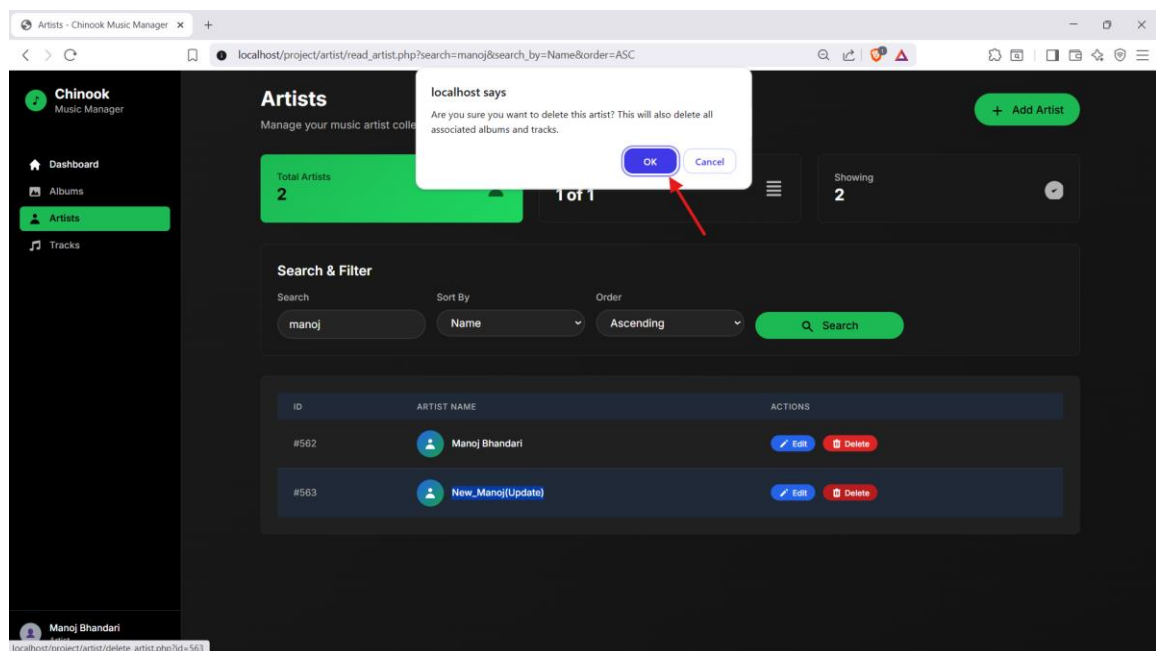 Artists - Chinook Music Manager
localhost/project/artist/read_artist.php?search=manoj&search_by=Name&order=ASC
Chinook
Music Manager
Dashboard
Albums
Artists
Tracks
Manoj Bhandari
localhost/project/artist/delete_artist.php?id=563
Artists
Manage your music artist colle
+ Add Artist
localhost says
Are you sure you want to delete this artist? This will also delete all
associated albums and tracks.
OK Cancel
Total Artists
2
1 of 1
Showing
2
Search & Filter
Search Sort By Order
manoj Name Ascending Search
ID ARTIST NAME ACTIONS
#562 Manoj Bhandari Edit Delete
#563 New_Manoj(Update) Edit Delete